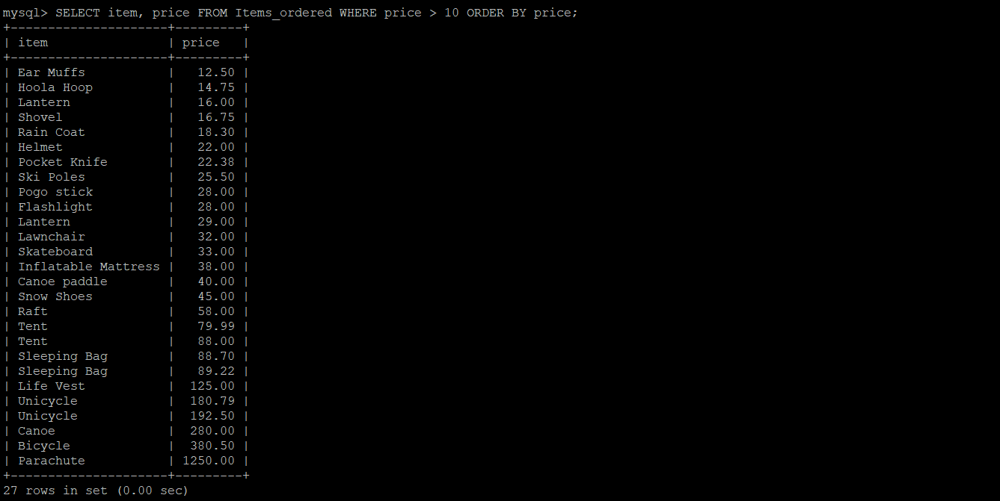 mysql> SELECT item, price FROM Items_ordered WHERE price > 10 ORDER BY price;
+---------------------+---------+
| item                | price   |
+---------------------+---------+
| Ear Muffs           |   12.50 |
| Hoola Hoop          |   14.75 |
| Lantern             |   16.00 |
| Shovel              |   16.75 |
| Rain Coat           |   18.30 |
| Helmet              |   22.00 |
| Pocket Knife        |   22.38 |
| Ski Poles           |   25.50 |
| Pogo stick          |   28.00 |
| Flashlight          |   28.00 |
| Lantern             |   29.00 |
| Lawnchair           |   32.00 |
| Skateboard          |   33.00 |
| Inflatable Mattress |   38.00 |
| Canoe paddle        |   40.00 |
| Snow Shoes          |   45.00 |
| Raft                |   58.00 |
| Tent                |   79.99 |
| Tent                |   88.00 |
| Sleeping Bag        |   88.70 |
| Sleeping Bag        |   89.22 |
| Life Vest           |  125.00 |
| Unicycle            |  180.79 |
| Unicycle            |  192.50 |
| Canoe               |  280.00 |
| Bicycle             |  380.50 |
| Parachute           | 1250.00 |
+---------------------+---------+
27 rows in set (0.00 sec)